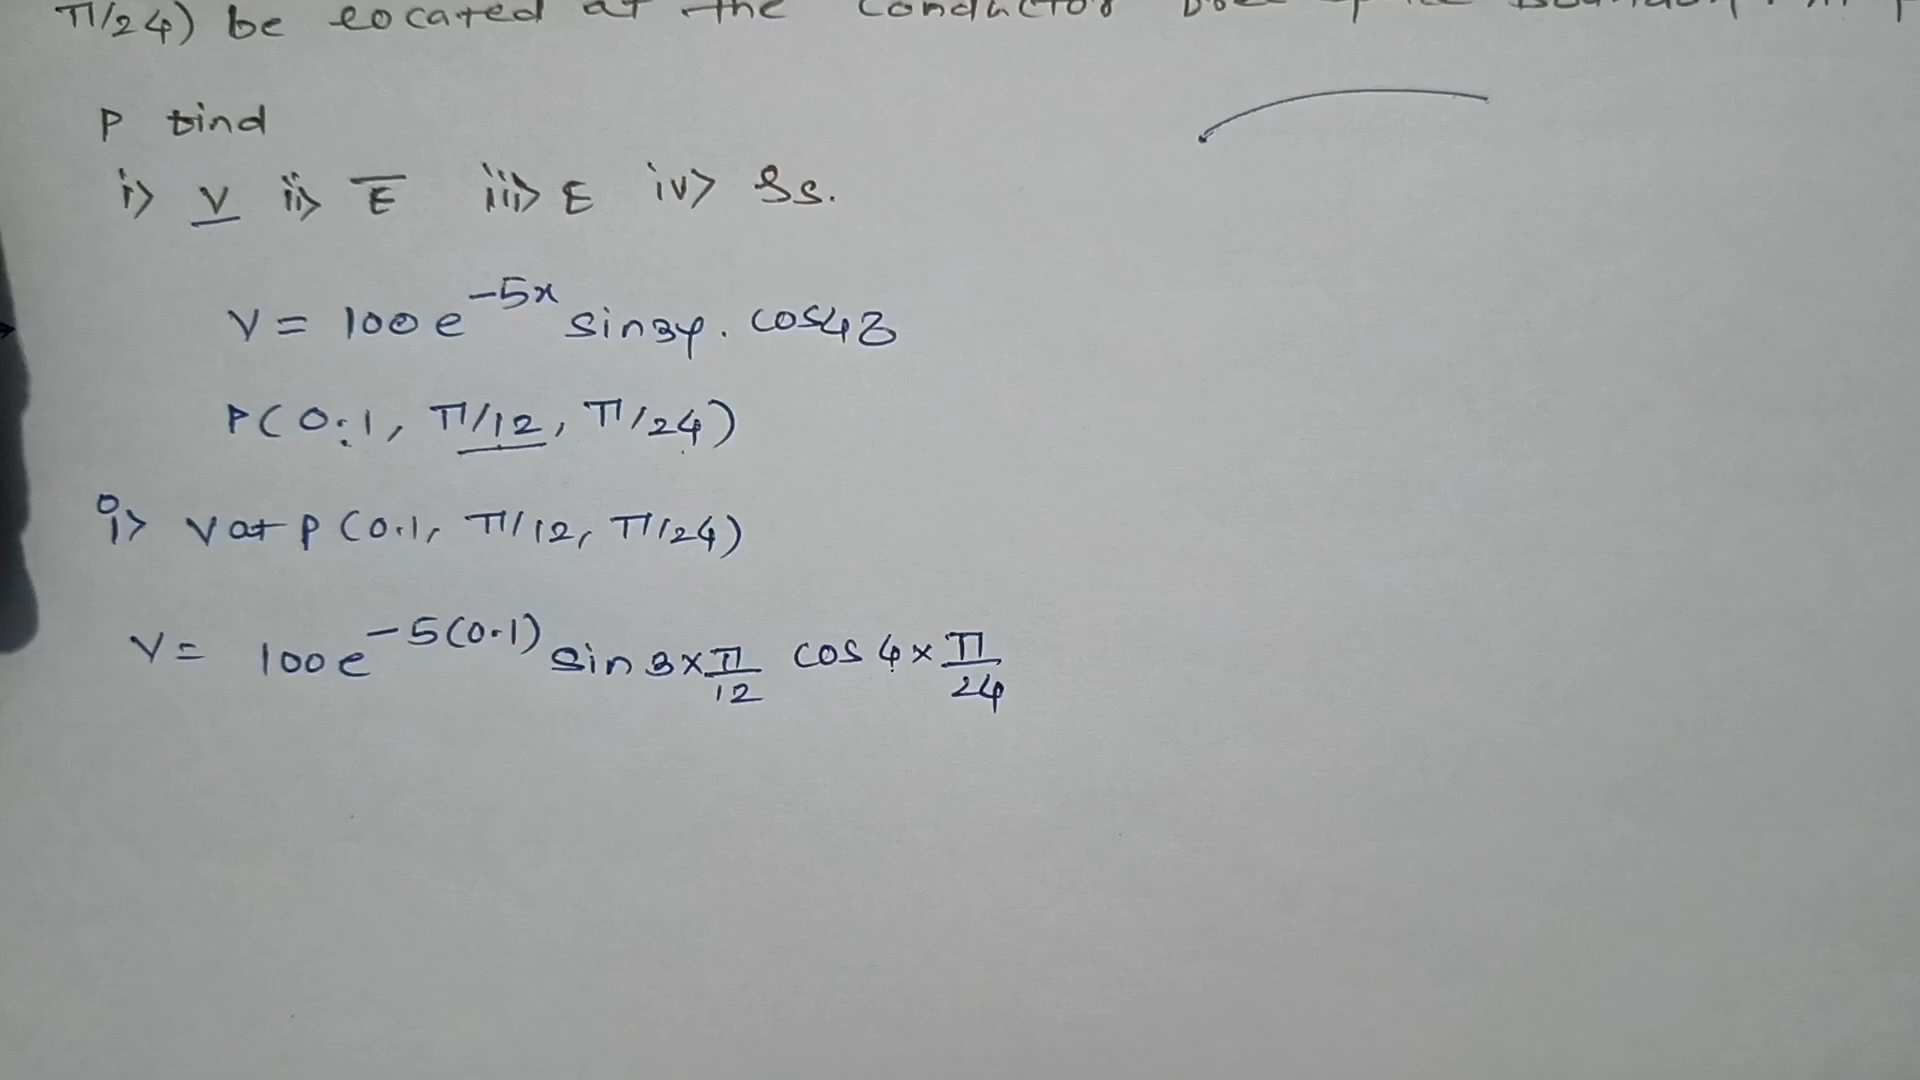 π/24) be located at the conductor
P find
i> V ii> E̅ iii> E iv> ρs.
V = 100 e^-5x sin3y . cos4z
P(0.1, π/12, π/24)
i> V at P (0.1, π/12, π/24)
V = 100 e^-5(0.1) sin 3×π/12 cos 4×π/24